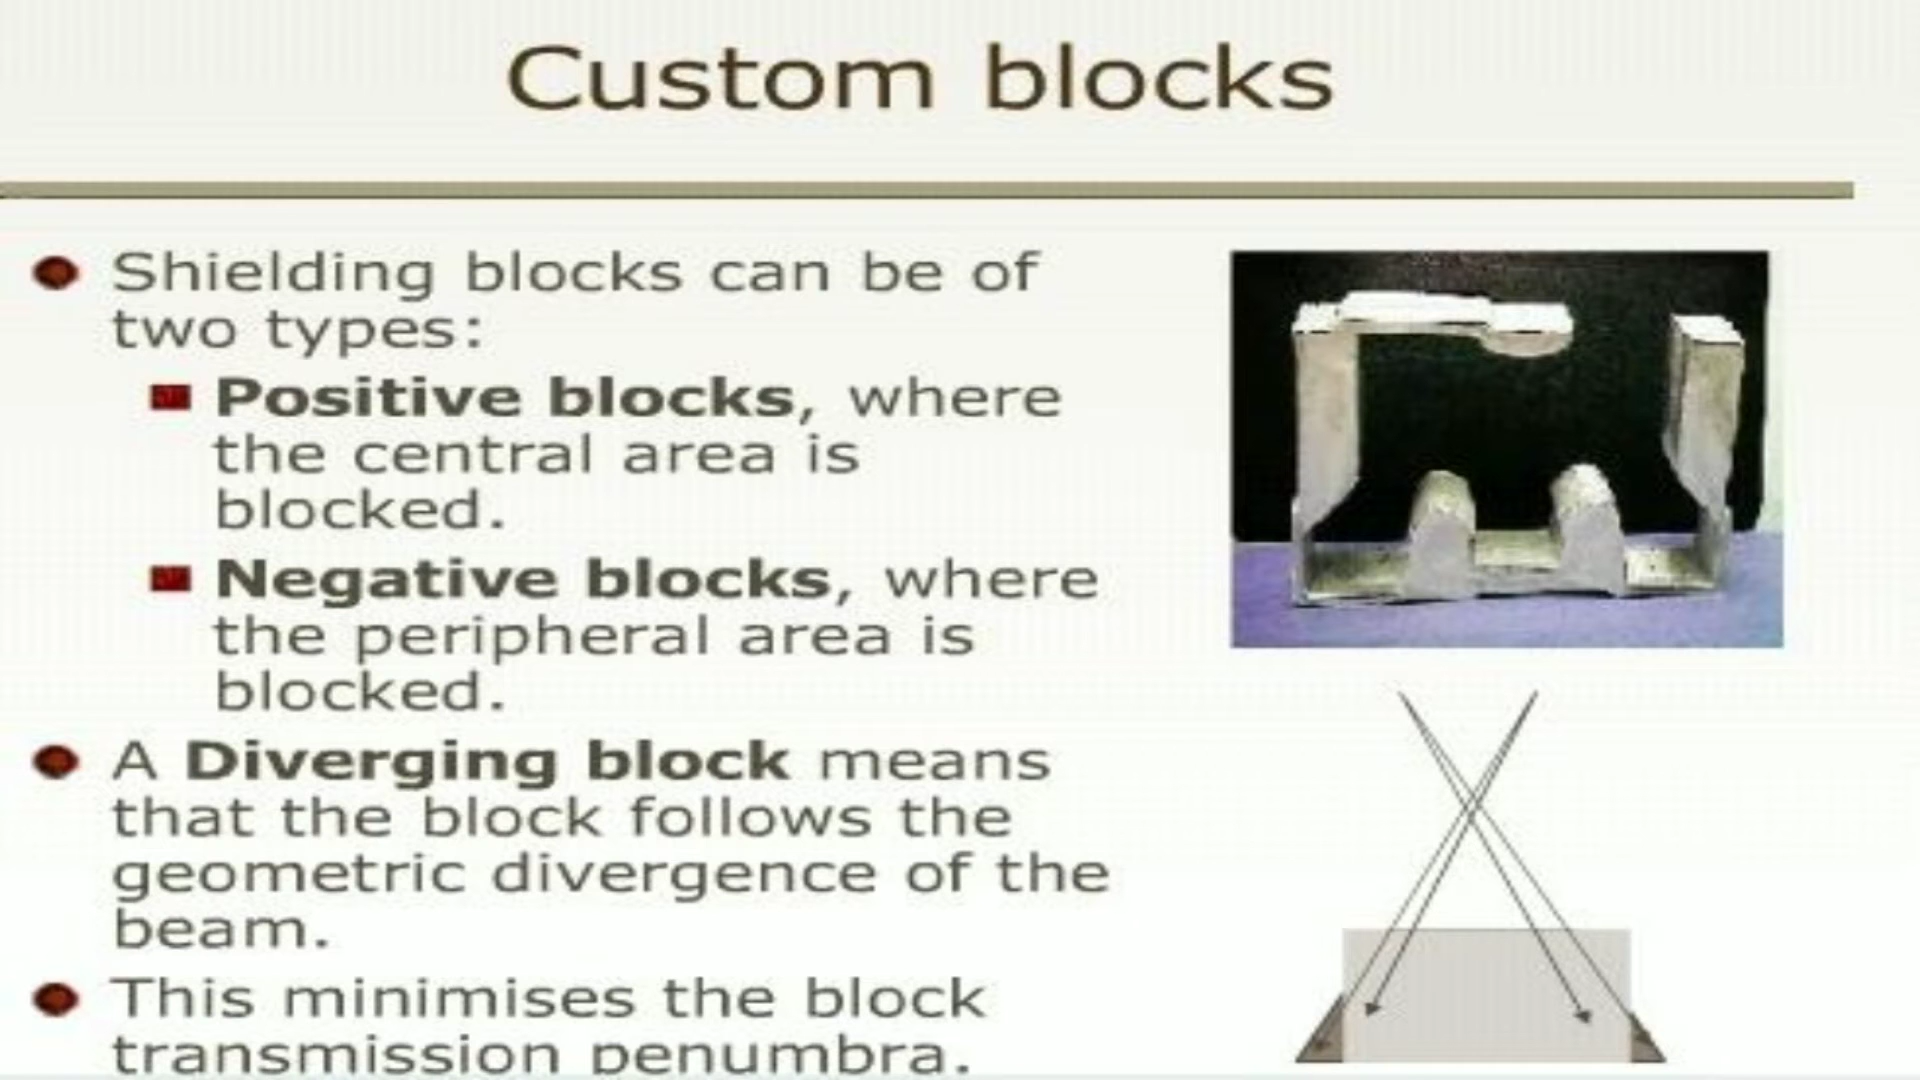 Custom blocks
Shielding blocks can be of
two types:
Positive blocks, where
the central area is
blocked.
Negative blocks, where
the peripheral area is
blocked.
A Diverging block means
that the block follows the
geometric divergence of the
beam.
This minimises the block
transmission penumbra.